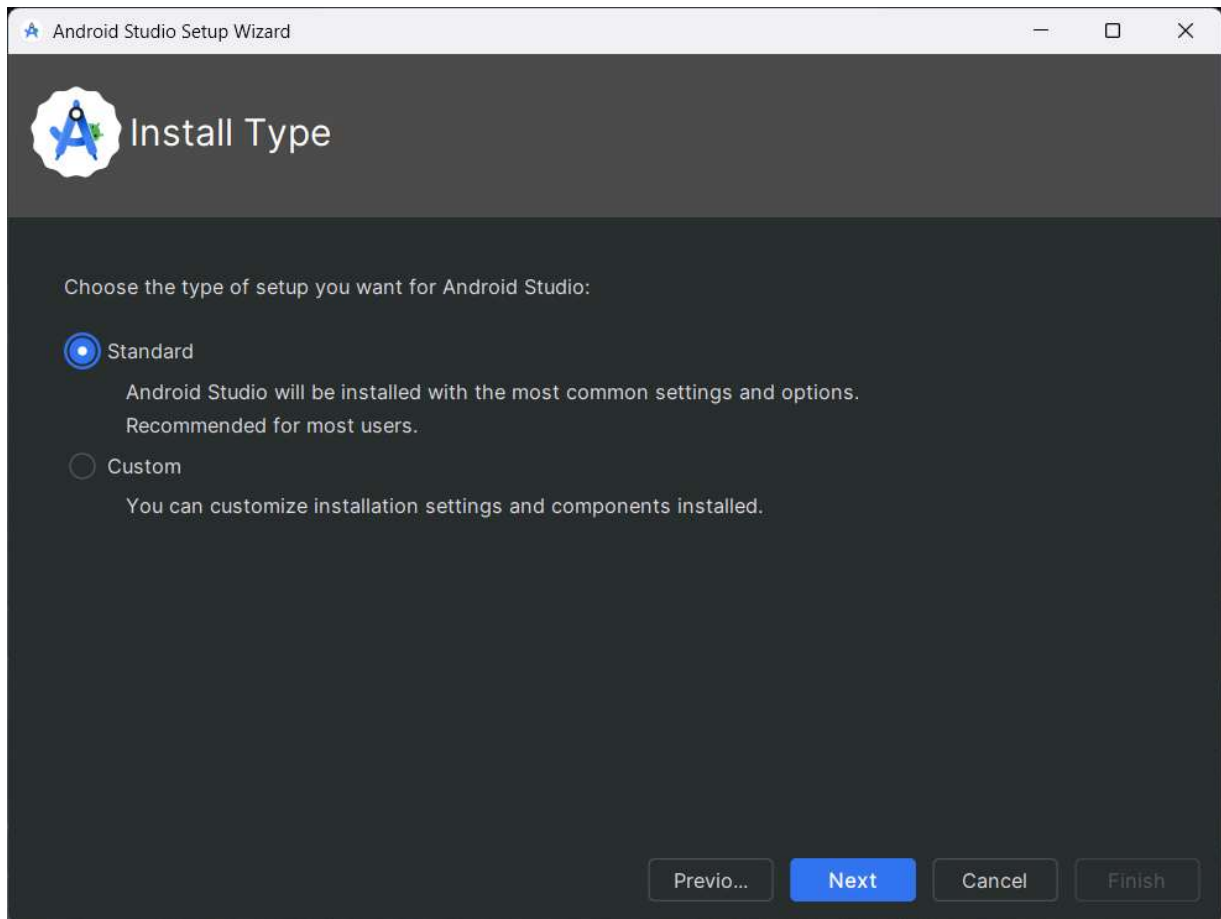 Android Studio Setup Wizard
Install Type
Choose the type of setup you want for Android Studio:
Standard
Android Studio will be installed with the most common settings and options.
Recommended for most users.
Custom
You can customize installation settings and components installed.
Previo... Next Cancel Finish